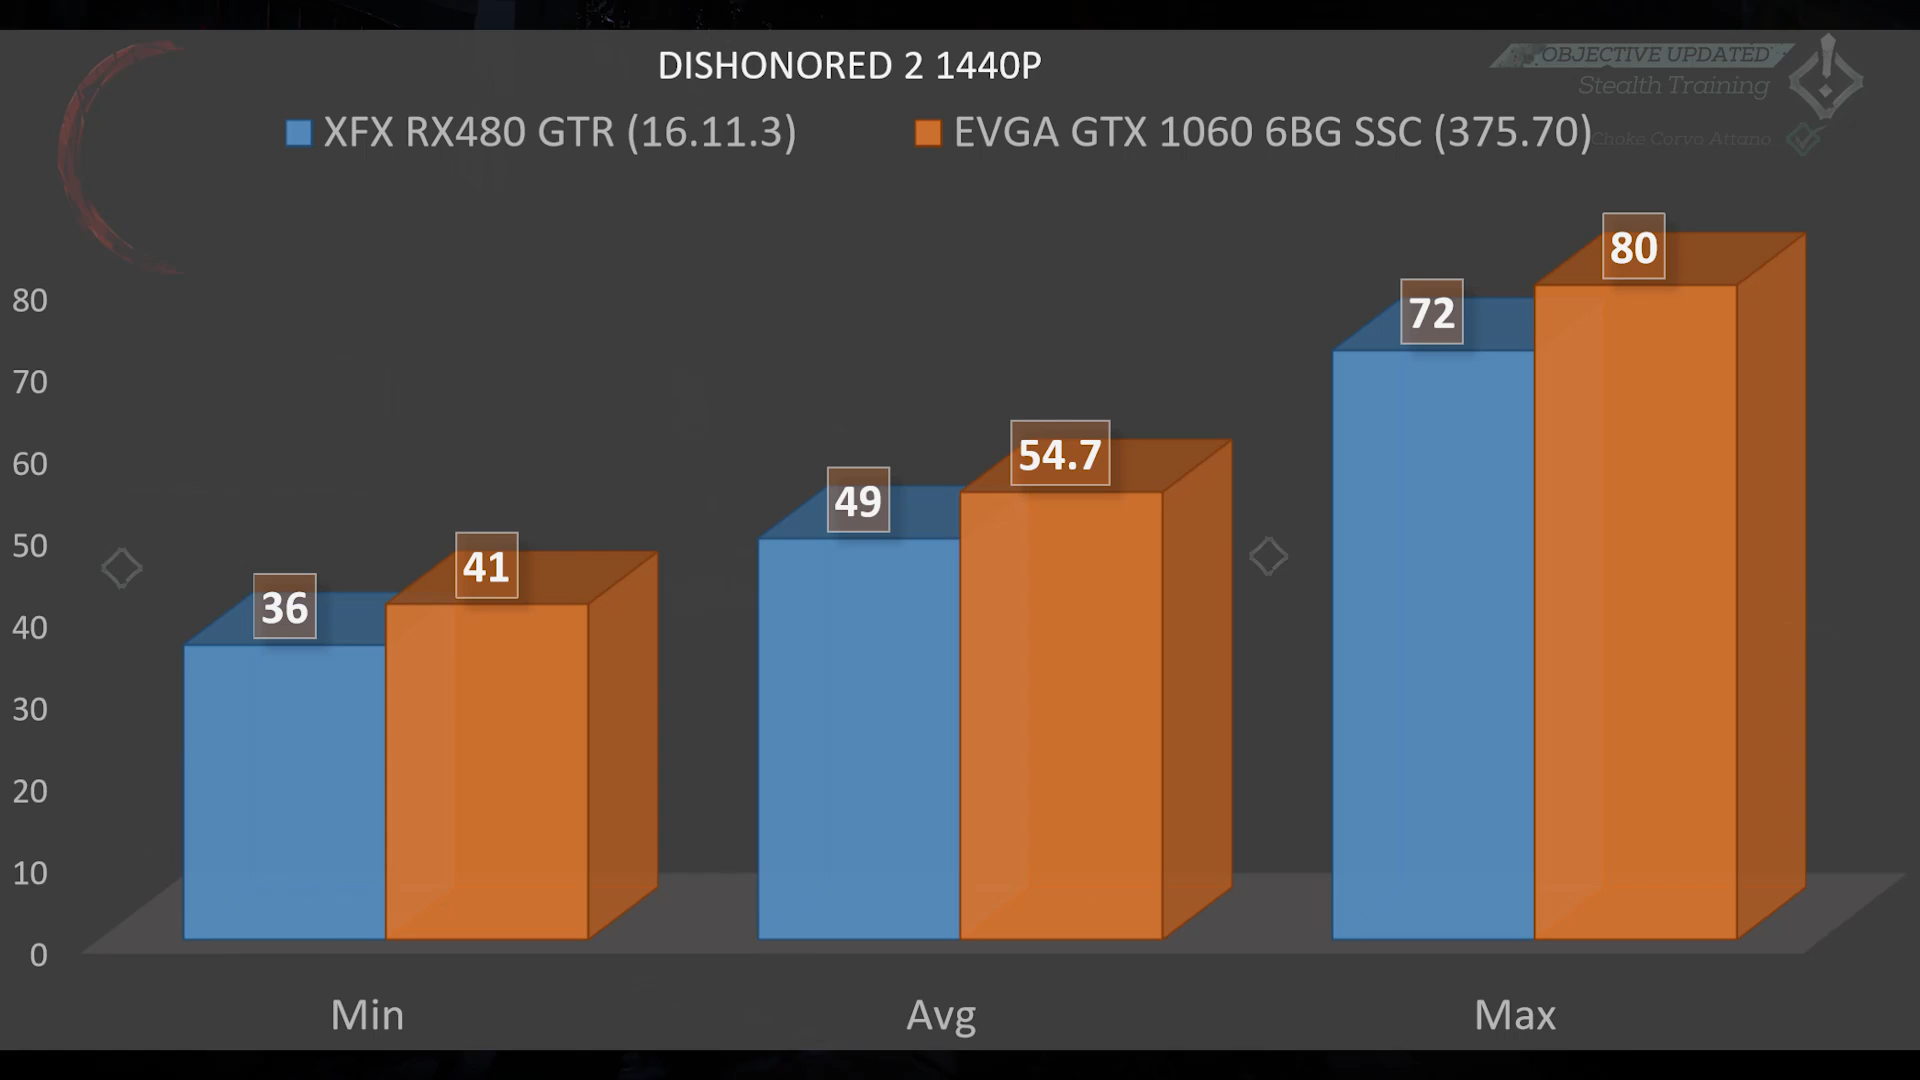 DISHONORED 2 1440P
OBJECTIVE UPDATED
Stealth Training
XFX RX480 GTR (16.11.3)
EVGA GTX 1060 6BG SSC (375.70)
Choke Corvo Attano
80
70
60
50
40
30
20
10
0
36
41
49
54.7
72
80
Min
Avg
Max